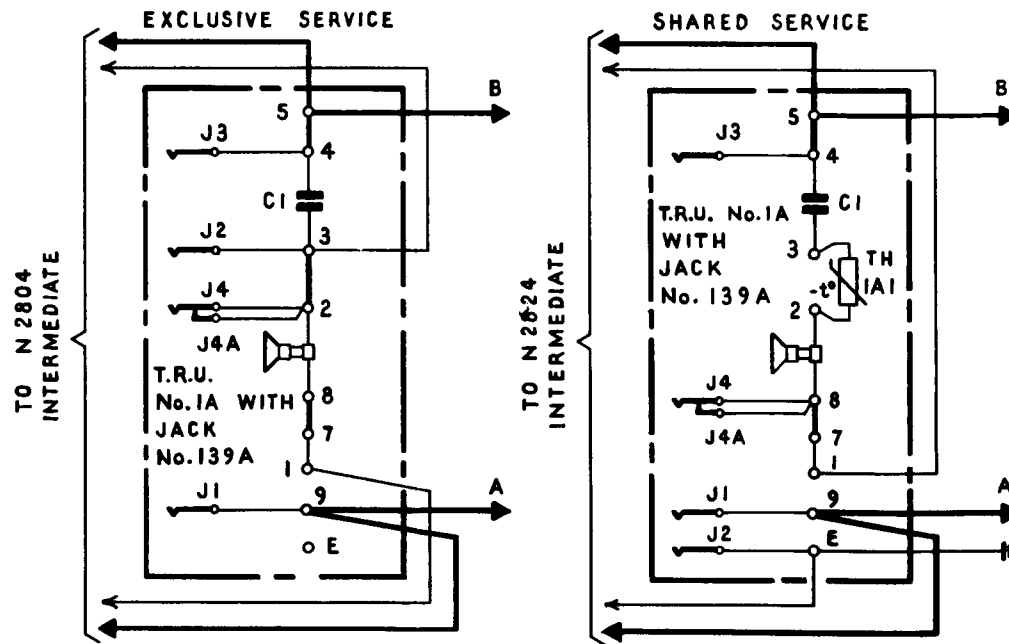 EXCLUSIVE SERVICE
B
5
J3
4
C1
J2
3
J4
2
J4A
T.R.U.
No.1A WITH
JACK
No.139A
8
7
1
J1
9
A
E
TO N2804
INTERMEDIATE
SHARED SERVICE
B
5
J3
4
C1
T.R.U. No.1A
WITH
JACK
No. 139A
3
TH
1A1
-t°
2
J4
8
J4A
7
1
J1
9
A
J2
E
TO N2824
INTERMEDIATE